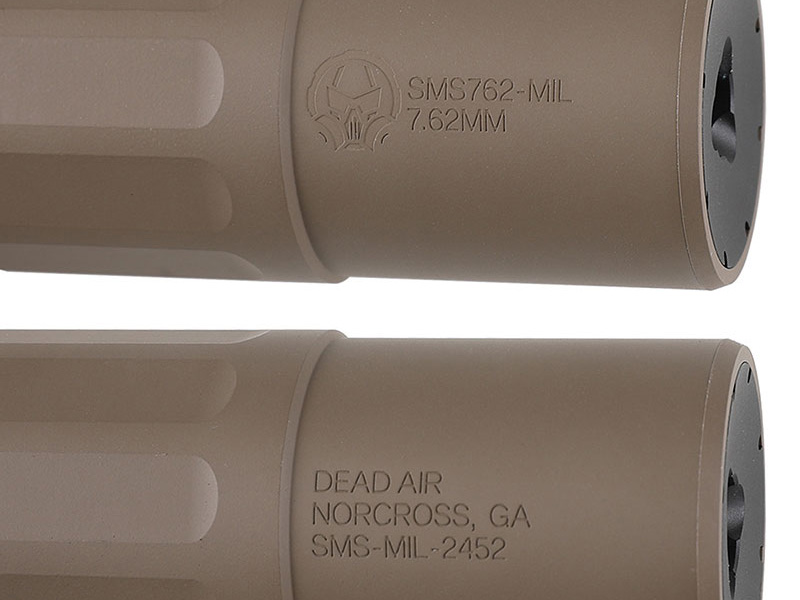 SMS762-MIL
7.62MM
DEAD AIR
NORCROSS, GA
SMS-MIL-2452